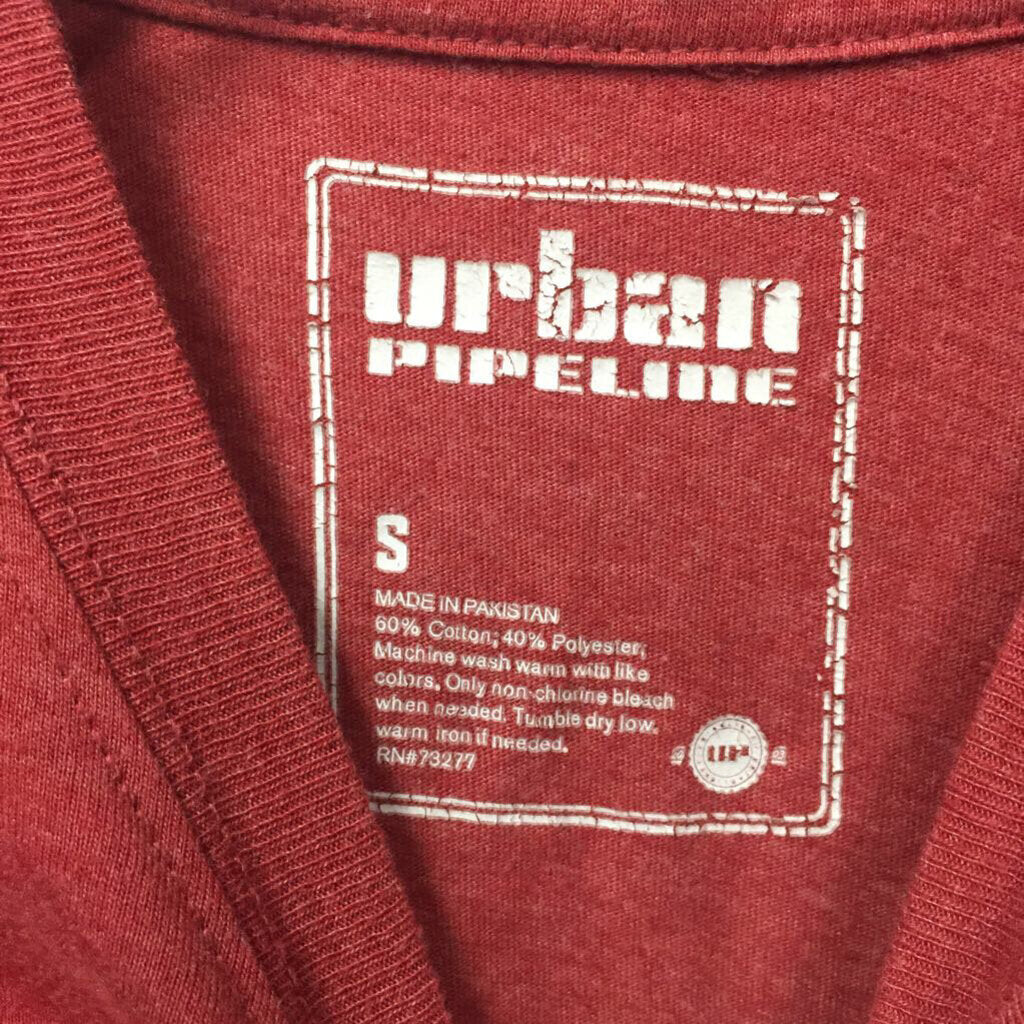 urban
PIPELINE
S
MADE IN PAKISTAN
60% Cotton; 40% Polyester;
Machine wash warm with like
colors. Only non-chlorine bleach
when needed. Tumble dry low.
warm iron if needed.
RN#73277